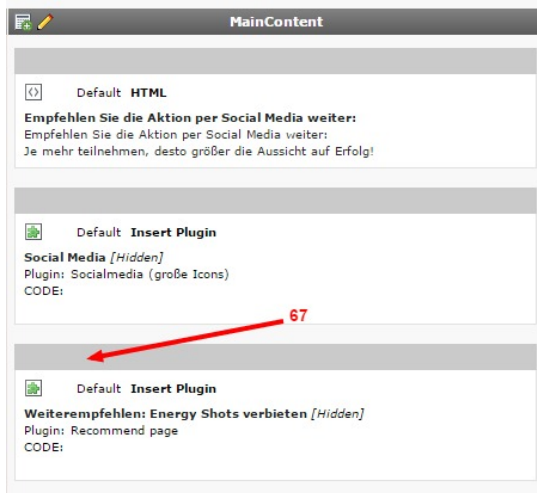 MainContent
Default HTML
Empfehlen Sie die Aktion per Social Media weiter:
Empfehlen Sie die Aktion per Social Media weiter:
Je mehr teilnehmen, desto größer die Aussicht auf Erfolg!
Default Insert Plugin
Social Media [Hidden]
Plugin: Socialmedia (große Icons)
CODE:
67
Default Insert Plugin
Weiterempfehlen: Energy Shots verbieten [Hidden]
Plugin: Recommend page
CODE: